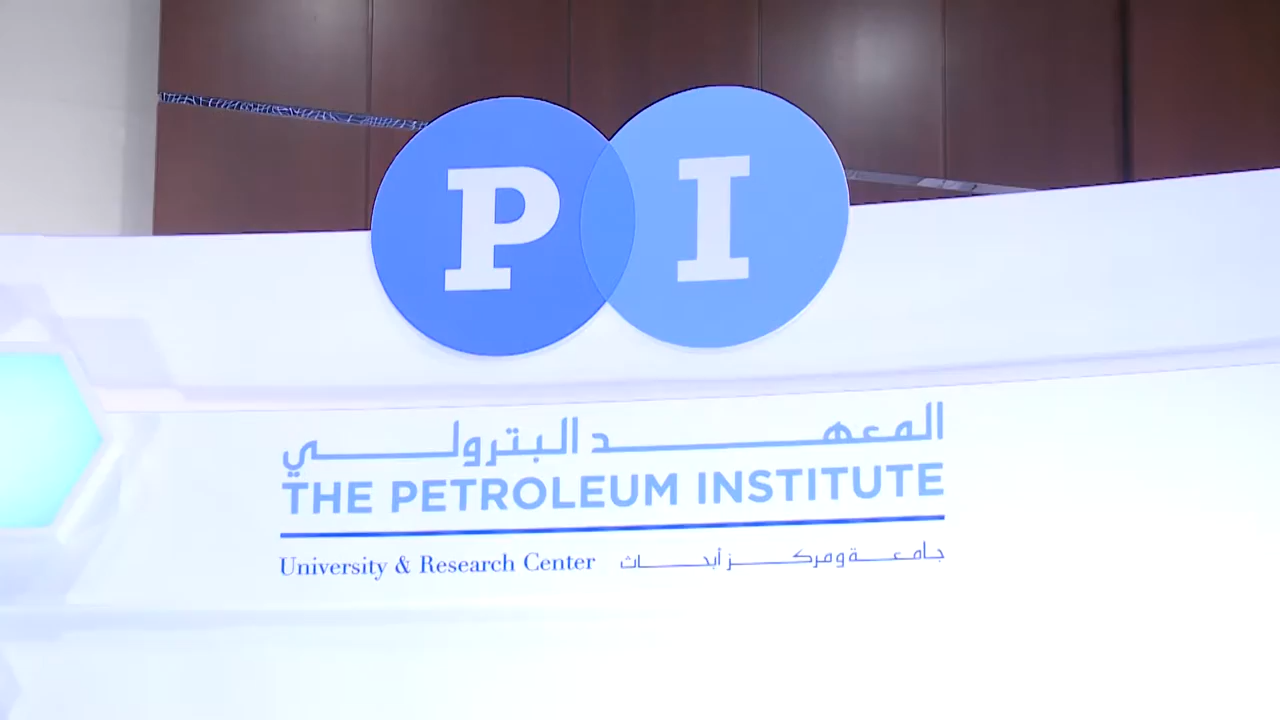 P I
المعهد البترولي
THE PETROLEUM INSTITUTE
University & Research Center جامعة ومركز أبحاث